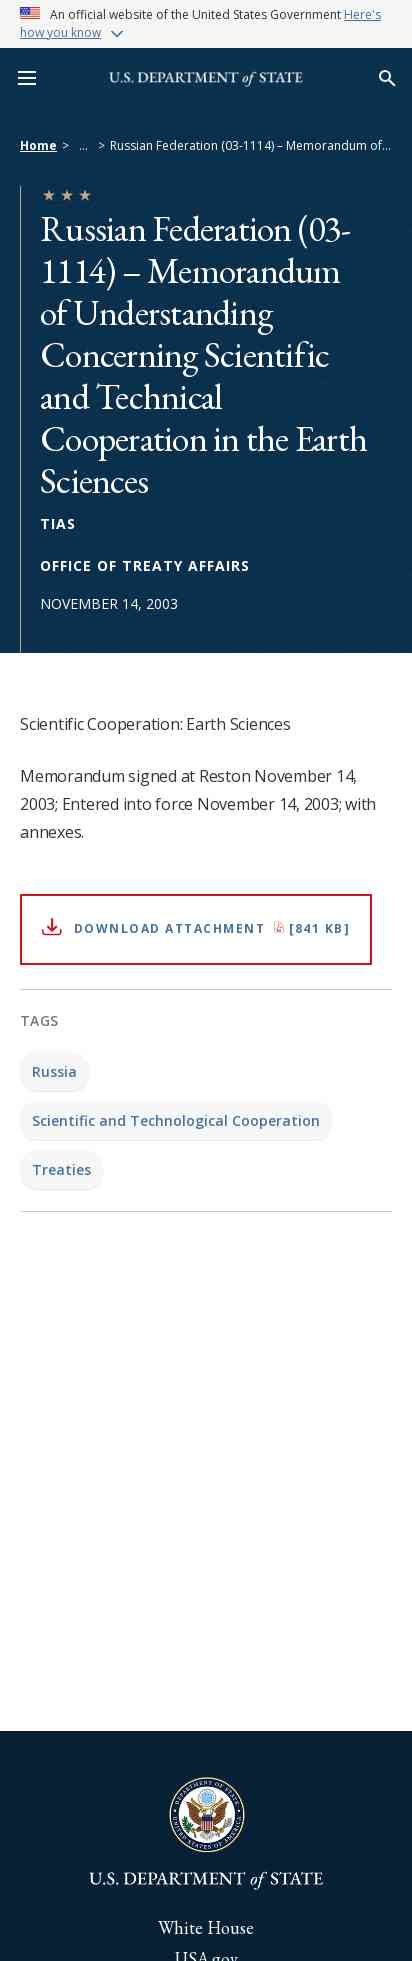 An official website of the United States Government Here's
how you know
U.S. DEPARTMENT of STATE
Home > ... > Russian Federation (03-1114) – Memorandum of...
Russian Federation (03-
1114) – Memorandum
of Understanding
Concerning Scientific
and Technical
Cooperation in the Earth
Sciences
TIAS
OFFICE OF TREATY AFFAIRS
NOVEMBER 14, 2003
Scientific Cooperation: Earth Sciences
Memorandum signed at Reston November 14,
2003; Entered into force November 14, 2003; with
annexes.
DOWNLOAD ATTACHMENT [841 KB]
TAGS
Russia
Scientific and Technological Cooperation
Treaties
DEPARTMENT OF STATE
UNITED STATES OF AMERICA
U.S. DEPARTMENT of STATE
White House
USA.gov